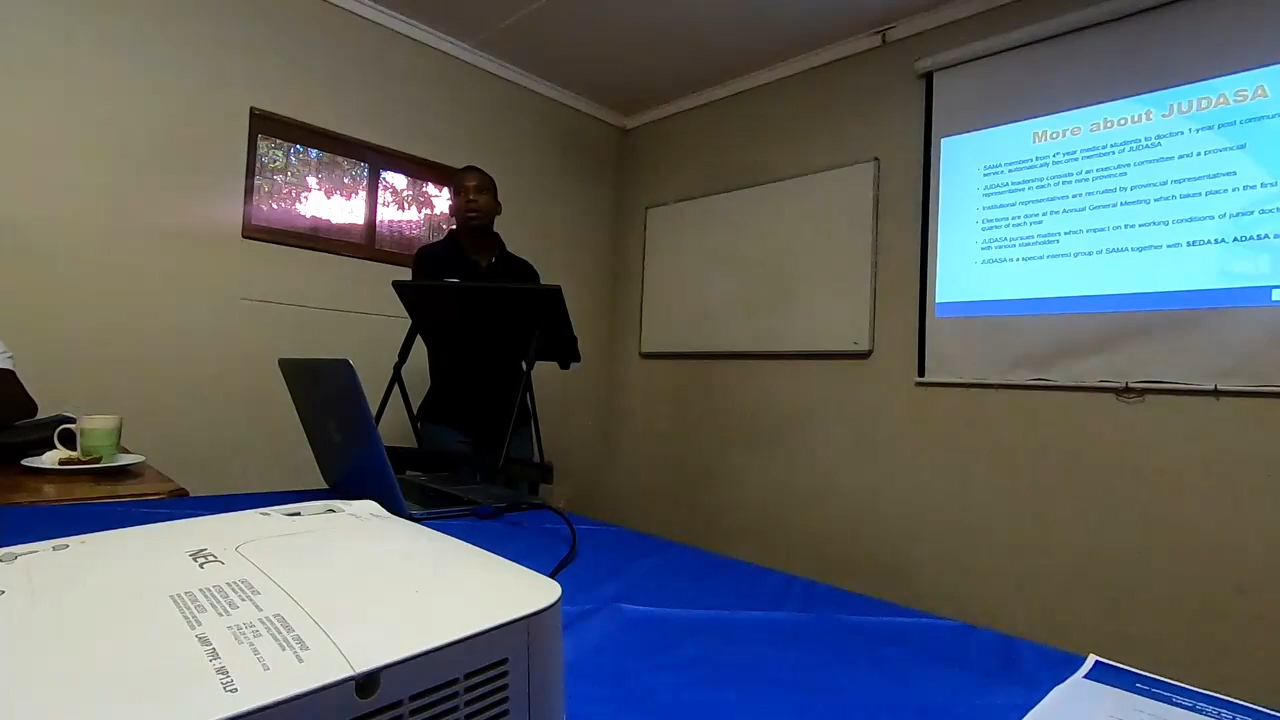 More about JUDASA
SAMA members from 4th year medical students to doctors 1-year post
service, automatically become members of JUDASA
JUDASA leadership consists of an executive committee and a provincial
representative in each of the nine provinces
Institutional representatives are recruited by provincial representatives
Elections are done at the Annual General Meeting which takes place in the first
quarter of each year
JUDASA pursues matters which impact on the working conditions of junior
with various stakeholders
JUDASA is a special interest group of SAMA together with SEDASA, ADASA
NEC
LAMP TYPE : NP13LP